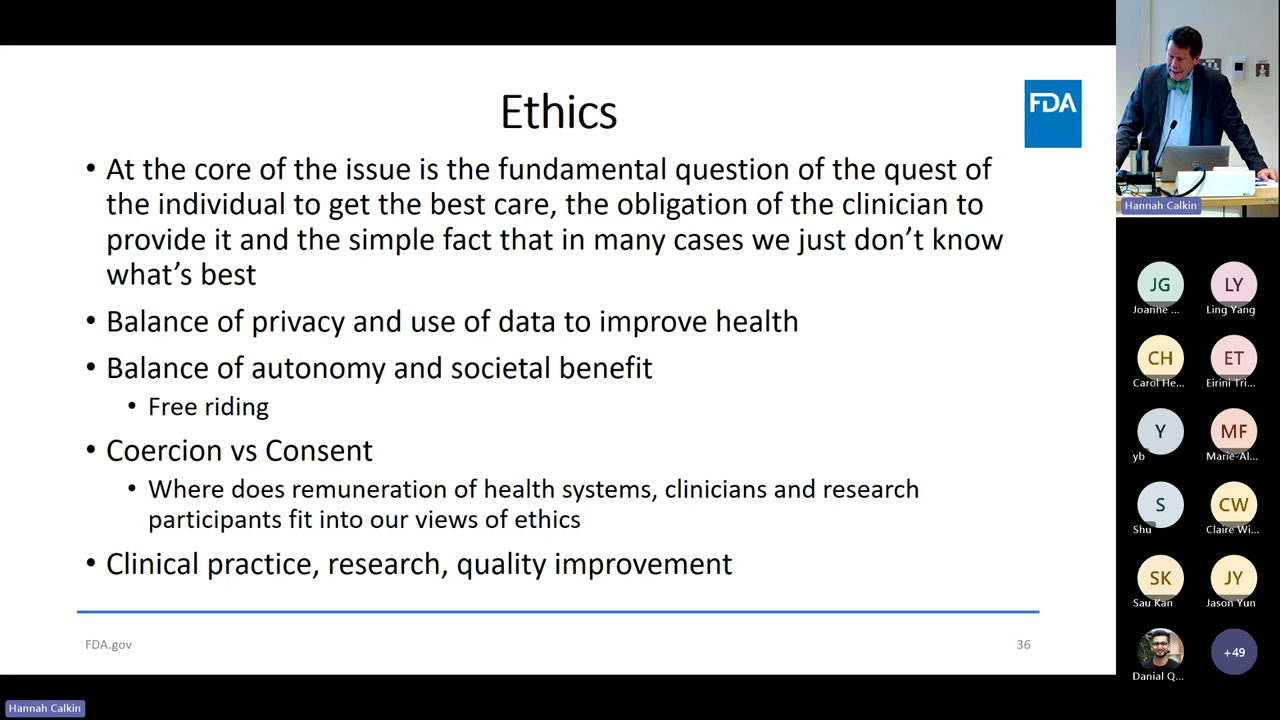 Ethics
FDA
• At the core of the issue is the fundamental question of the quest of
the individual to get the best care, the obligation of the clinician to
provide it and the simple fact that in many cases we just don’t know
what’s best
• Balance of privacy and use of data to improve health
• Balance of autonomy and societal benefit
• Free riding
• Coercion vs Consent
• Where does remuneration of health systems, clinicians and research
participants fit into our views of ethics
• Clinical practice, research, quality improvement
FDA.gov
36
Hannah Calkin
JG
LY
Joanne ...
Ling Yang
CH
ET
Carol He...
Eirini Tri...
Y
MF
yb
Marie-Al...
S
CW
Shu
Claire Wi...
SK
JY
Sau Kan
Jason Yun
+49
Danial Q...
Hannah Calkin